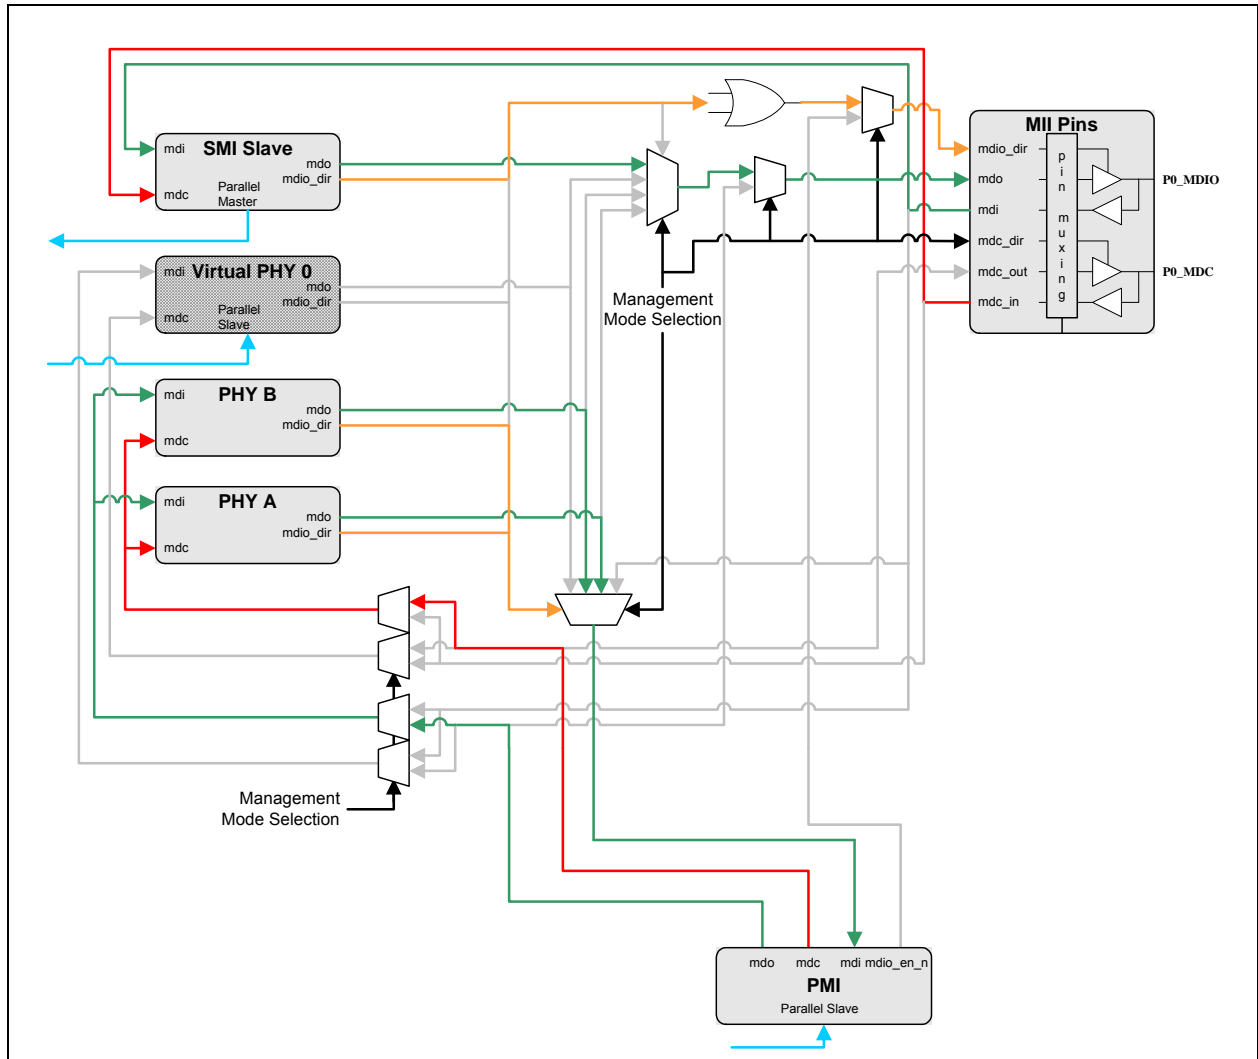 MII Pins
mdio_dir
mdo
mdi
mdc_dir
mdc_out
mdc_in
p
i
n
m
u
x
i
n
g
P0_MDIO
P0_MDC
SMI Slave
mdi
mdc
mdo
mdio_dir
Parallel
Master
Virtual PHY 0
mdi
mdc
mdo
mdio_dir
Parallel
Slave
Management
Mode Selection
PHY B
mdi
mdc
mdo
mdio_dir
PHY A
mdi
mdc
mdo
mdio_dir
Management
Mode Selection
mdo mdc mdi mdio_en_n
PMI
Parallel Slave